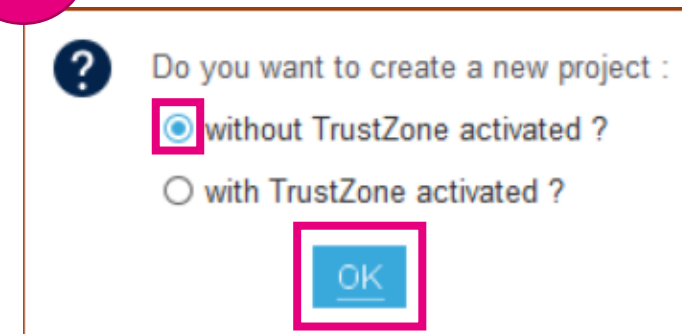 ?
Do you want to create a new project :
without TrustZone activated ?
with TrustZone activated ?
OK